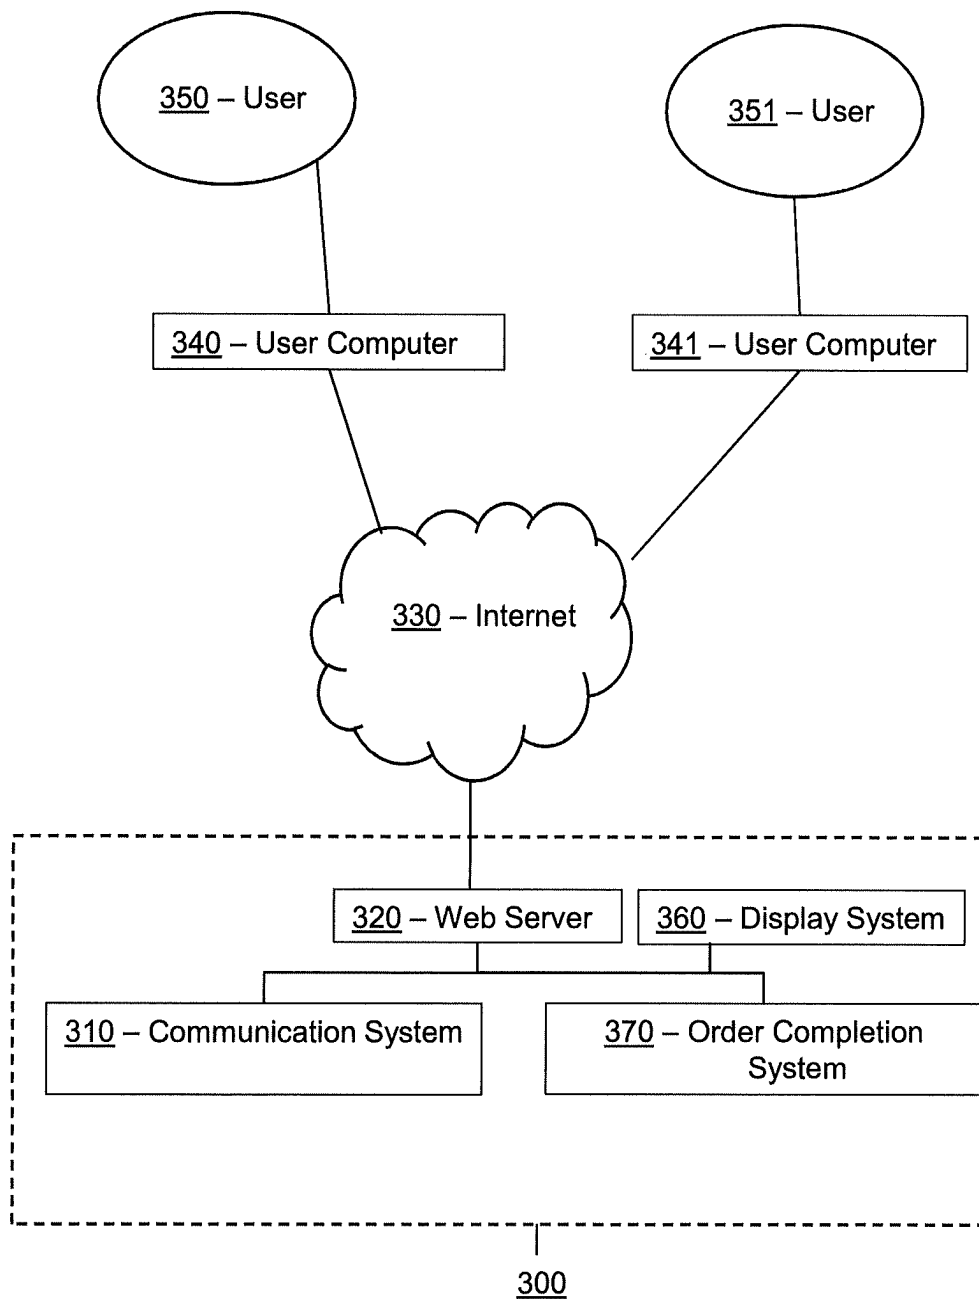 350 – User
351 – User
340 – User Computer
341 – User Computer
330 – Internet
320 – Web Server
360 – Display System
310 – Communication System
370 – Order Completion
System
300